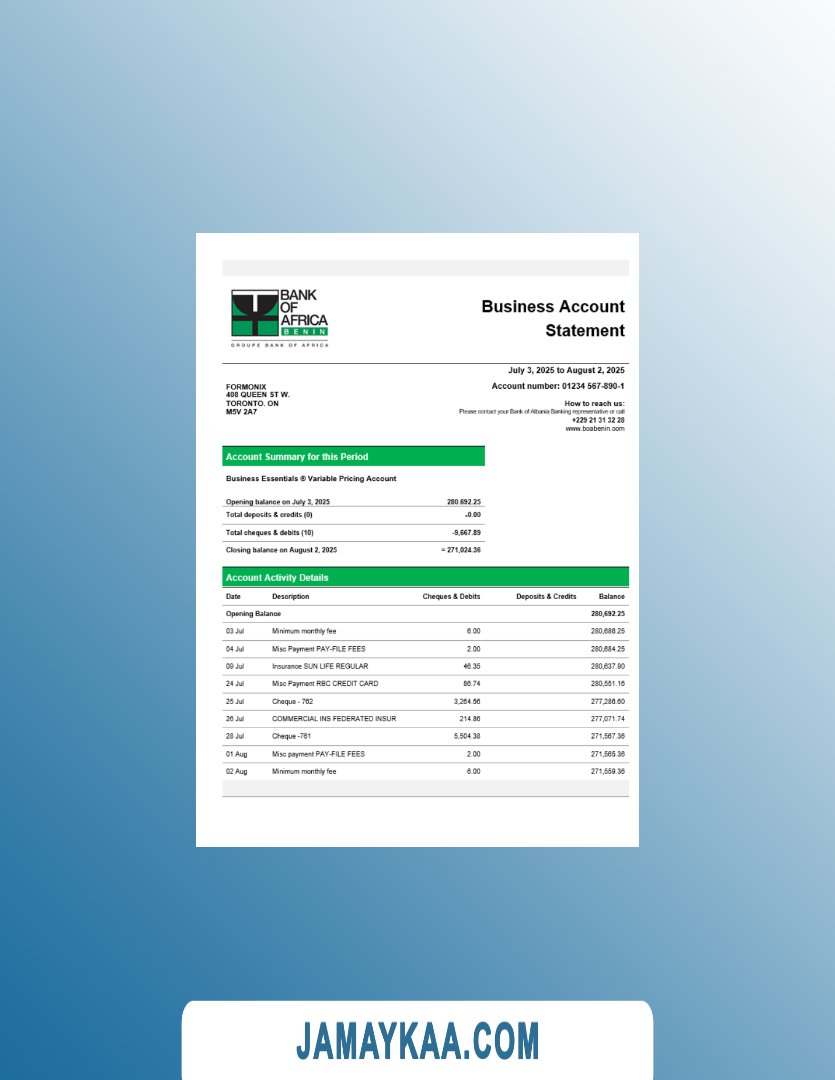 BANK
OF
AFRICA
BENIN
GROUPE BANK OF AFRICA
Business Account
Statement
July 3, 2025 to August 2, 2025
Account number: 01234 567-890-1
FORMONIX
408 QUEEN ST W.
TORONTO. ON
M5V 2A7
How to reach us:
Please contact your Bank of Albania Banking representative or call
+229 21 31 32 28
www.boabenin.com
Account Summary for this Period
Business Essentials ® Variable Pricing Account
Opening balance on July 3, 2025 280.692.25
Total deposits & credits (0) -0.00
Total cheques & debits (10) -9,667.89
Closing balance on August 2, 2025 = 271,024.36
Account Activity Details
Date Description Cheques & Debits Deposits & Credits Balance
Opening Balance 280,692.25
03 Jul Minimum monthly fee 6.00 280,686.25
04 Jul Misc Payment PAY-FILE FEES 2.00 280,684.25
09 Jul Insurance SUN LIFE REGULAR 46.35 280,637.90
24 Jul Misc Payment RBC CREDIT CARD 86.74 280,551.16
25 Jul Cheque - 762 3,264.56 277,286.60
26 Jul COMMERCIAL INS FEDERATED INSUR 214.86 277,071.74
28 Jul Cheque -761 5,504.38 271,567.36
01 Aug Misc payment PAY-FILE FEES 2.00 271,565.36
02 Aug Minimum monthly fee 6.00 271,559.36
JAMAYKAA.COM